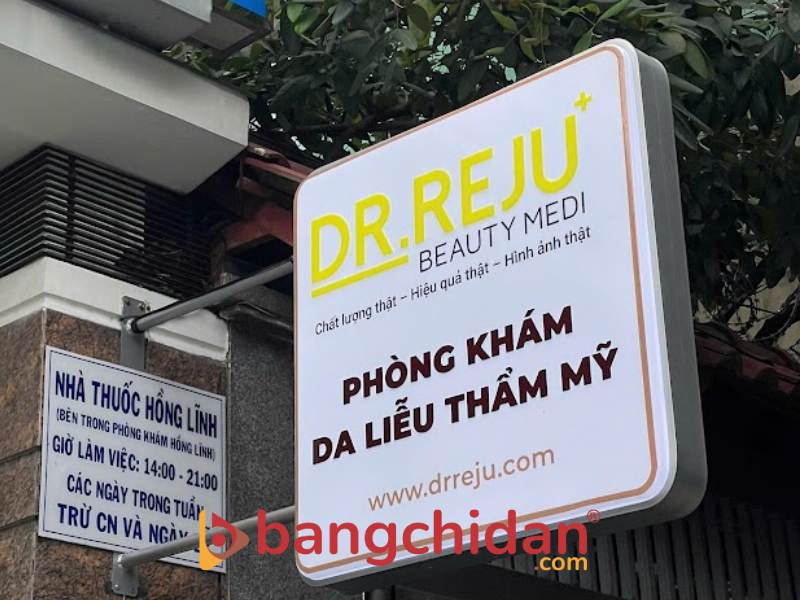 DR.REJU+
BEAUTY MEDI
Chất lượng thật – Hiệu quả thật – Hình ảnh thật
PHÒNG KHÁM
DA LIỄU THẨM MỸ
www.drreju.com
NHÀ THUỐC HỒNG LĨNH
(BÊN TRONG PHÒNG KHÁM HỒNG LĨNH)
GIỜ LÀM VIỆC: 14:00 - 21:00
CÁC NGÀY TRONG TUẦN
TRỪ CN VÀ NGÀY
bangchidan®
.com